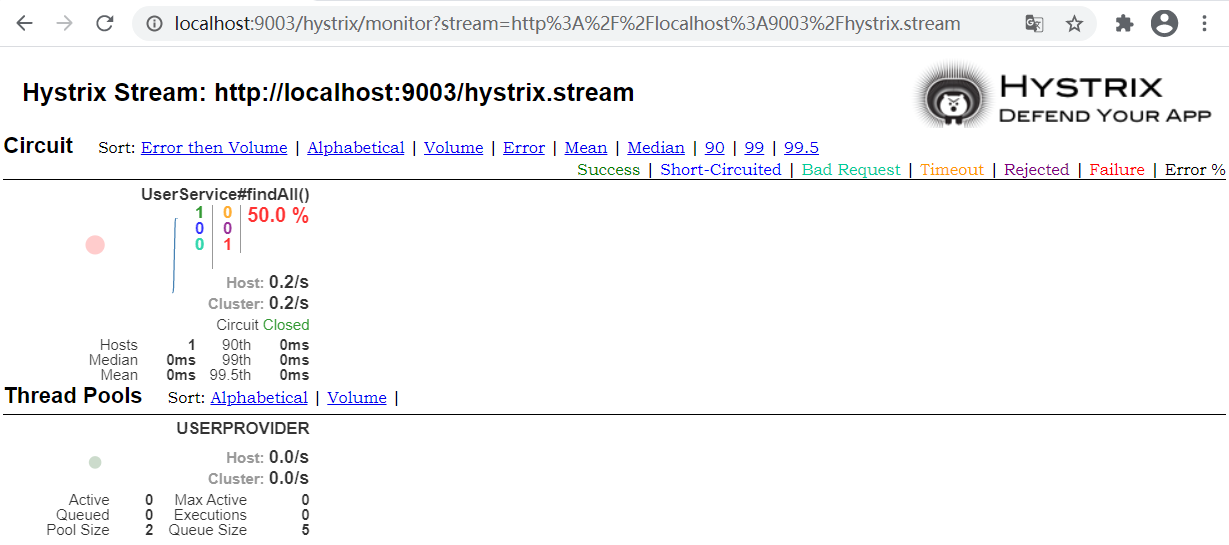 localhost:9003/hystrix/monitor?stream=http%3A%2F%2Flocalhost%3A9003%2Fhystrix.stream
Hystrix Stream: http://localhost:9003/hystrix.stream
HYSTRIX
DEFEND YOUR APP
Circuit Sort: Error then Volume | Alphabetical | Volume | Error | Mean | Median | 90 | 99 | 99.5
Success | Short-Circuited | Bad Request | Timeout | Rejected | Failure | Error %
UserService#findAll()
1 0 50.0 %
0 0
0 1
Host: 0.2/s
Cluster: 0.2/s
Circuit Closed
Hosts 1 90th 0ms
Median 0ms 99th 0ms
Mean 0ms 99.5th 0ms
Thread Pools Sort: Alphabetical | Volume |
USERPROVIDER
Host: 0.0/s
Cluster: 0.0/s
Active 0 Max Active 0
Queued 0 Executions 0
Pool Size 2 Queue Size 5